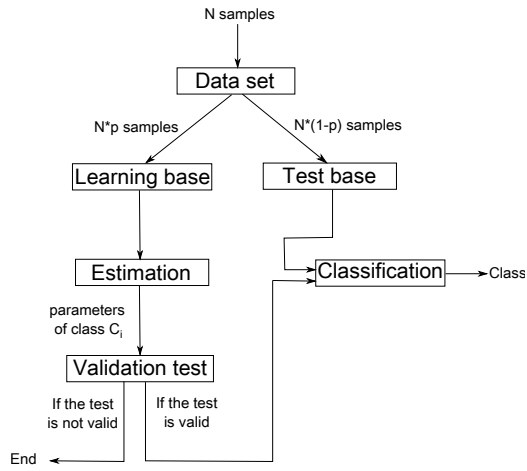 N samples
Data set
N*p samples
N*(1-p) samples
Learning base
Test base
Estimation
Classification
Class
parameters
of class Ci
Validation test
If the test
is not valid
If the test
is valid
End